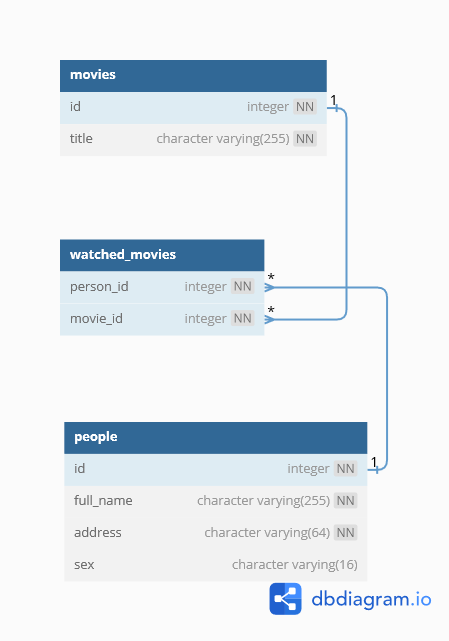 movies
1
id integer NN
title character varying(255) NN
watched_movies
*
person_id integer NN
*
movie_id integer NN
people
1
id integer NN
full_name character varying(255) NN
address character varying(64) NN
sex character varying(16)
dbdiagram.io